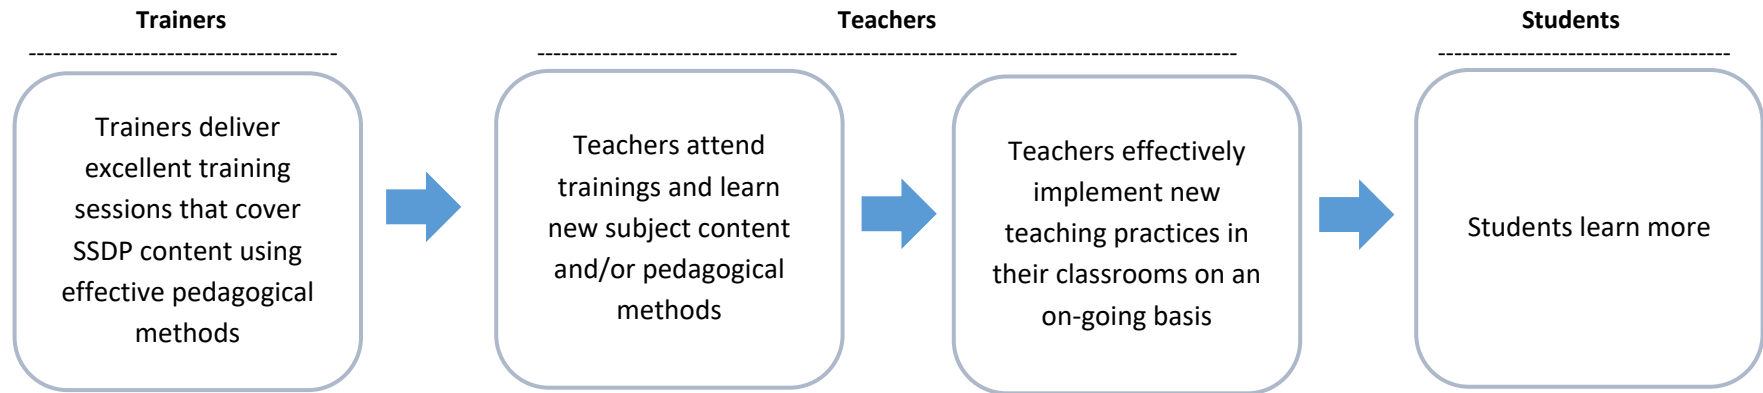 Trainers
Teachers
Students
Trainers deliver
excellent training
sessions that cover
SSDP content using
effective pedagogical
methods
Teachers attend
trainings and learn
new subject content
and/or pedagogical
methods
Teachers effectively
implement new
teaching practices in
their classrooms on an
on-going basis
Students learn more